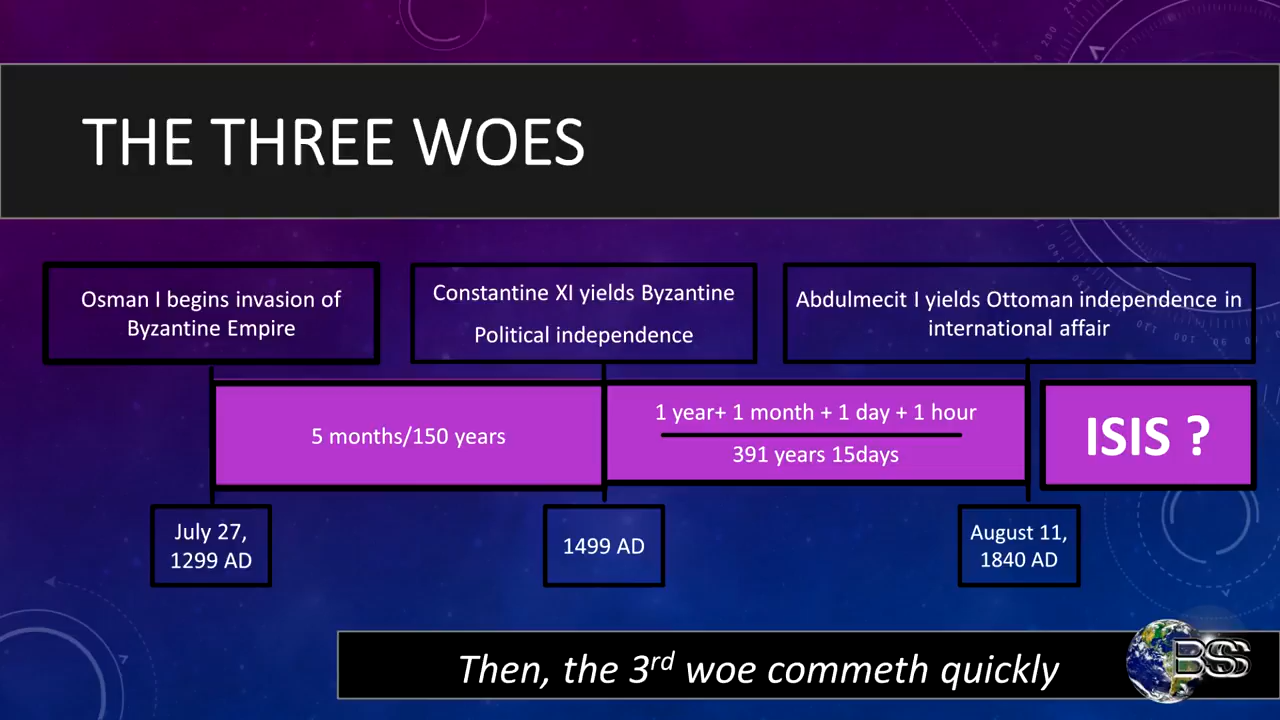 THE THREE WOES
Osman I begins invasion of
Byzantine Empire
Constantine XI yields Byzantine
Political independence
Abdulmecit I yields Ottoman independence in
international affair
5 months/150 years
1 year+ 1 month + 1 day + 1 hour
391 years 15days
ISIS ?
July 27,
1299 AD
1499 AD
August 11,
1840 AD
Then, the 3rd woe commeth quickly
BSS